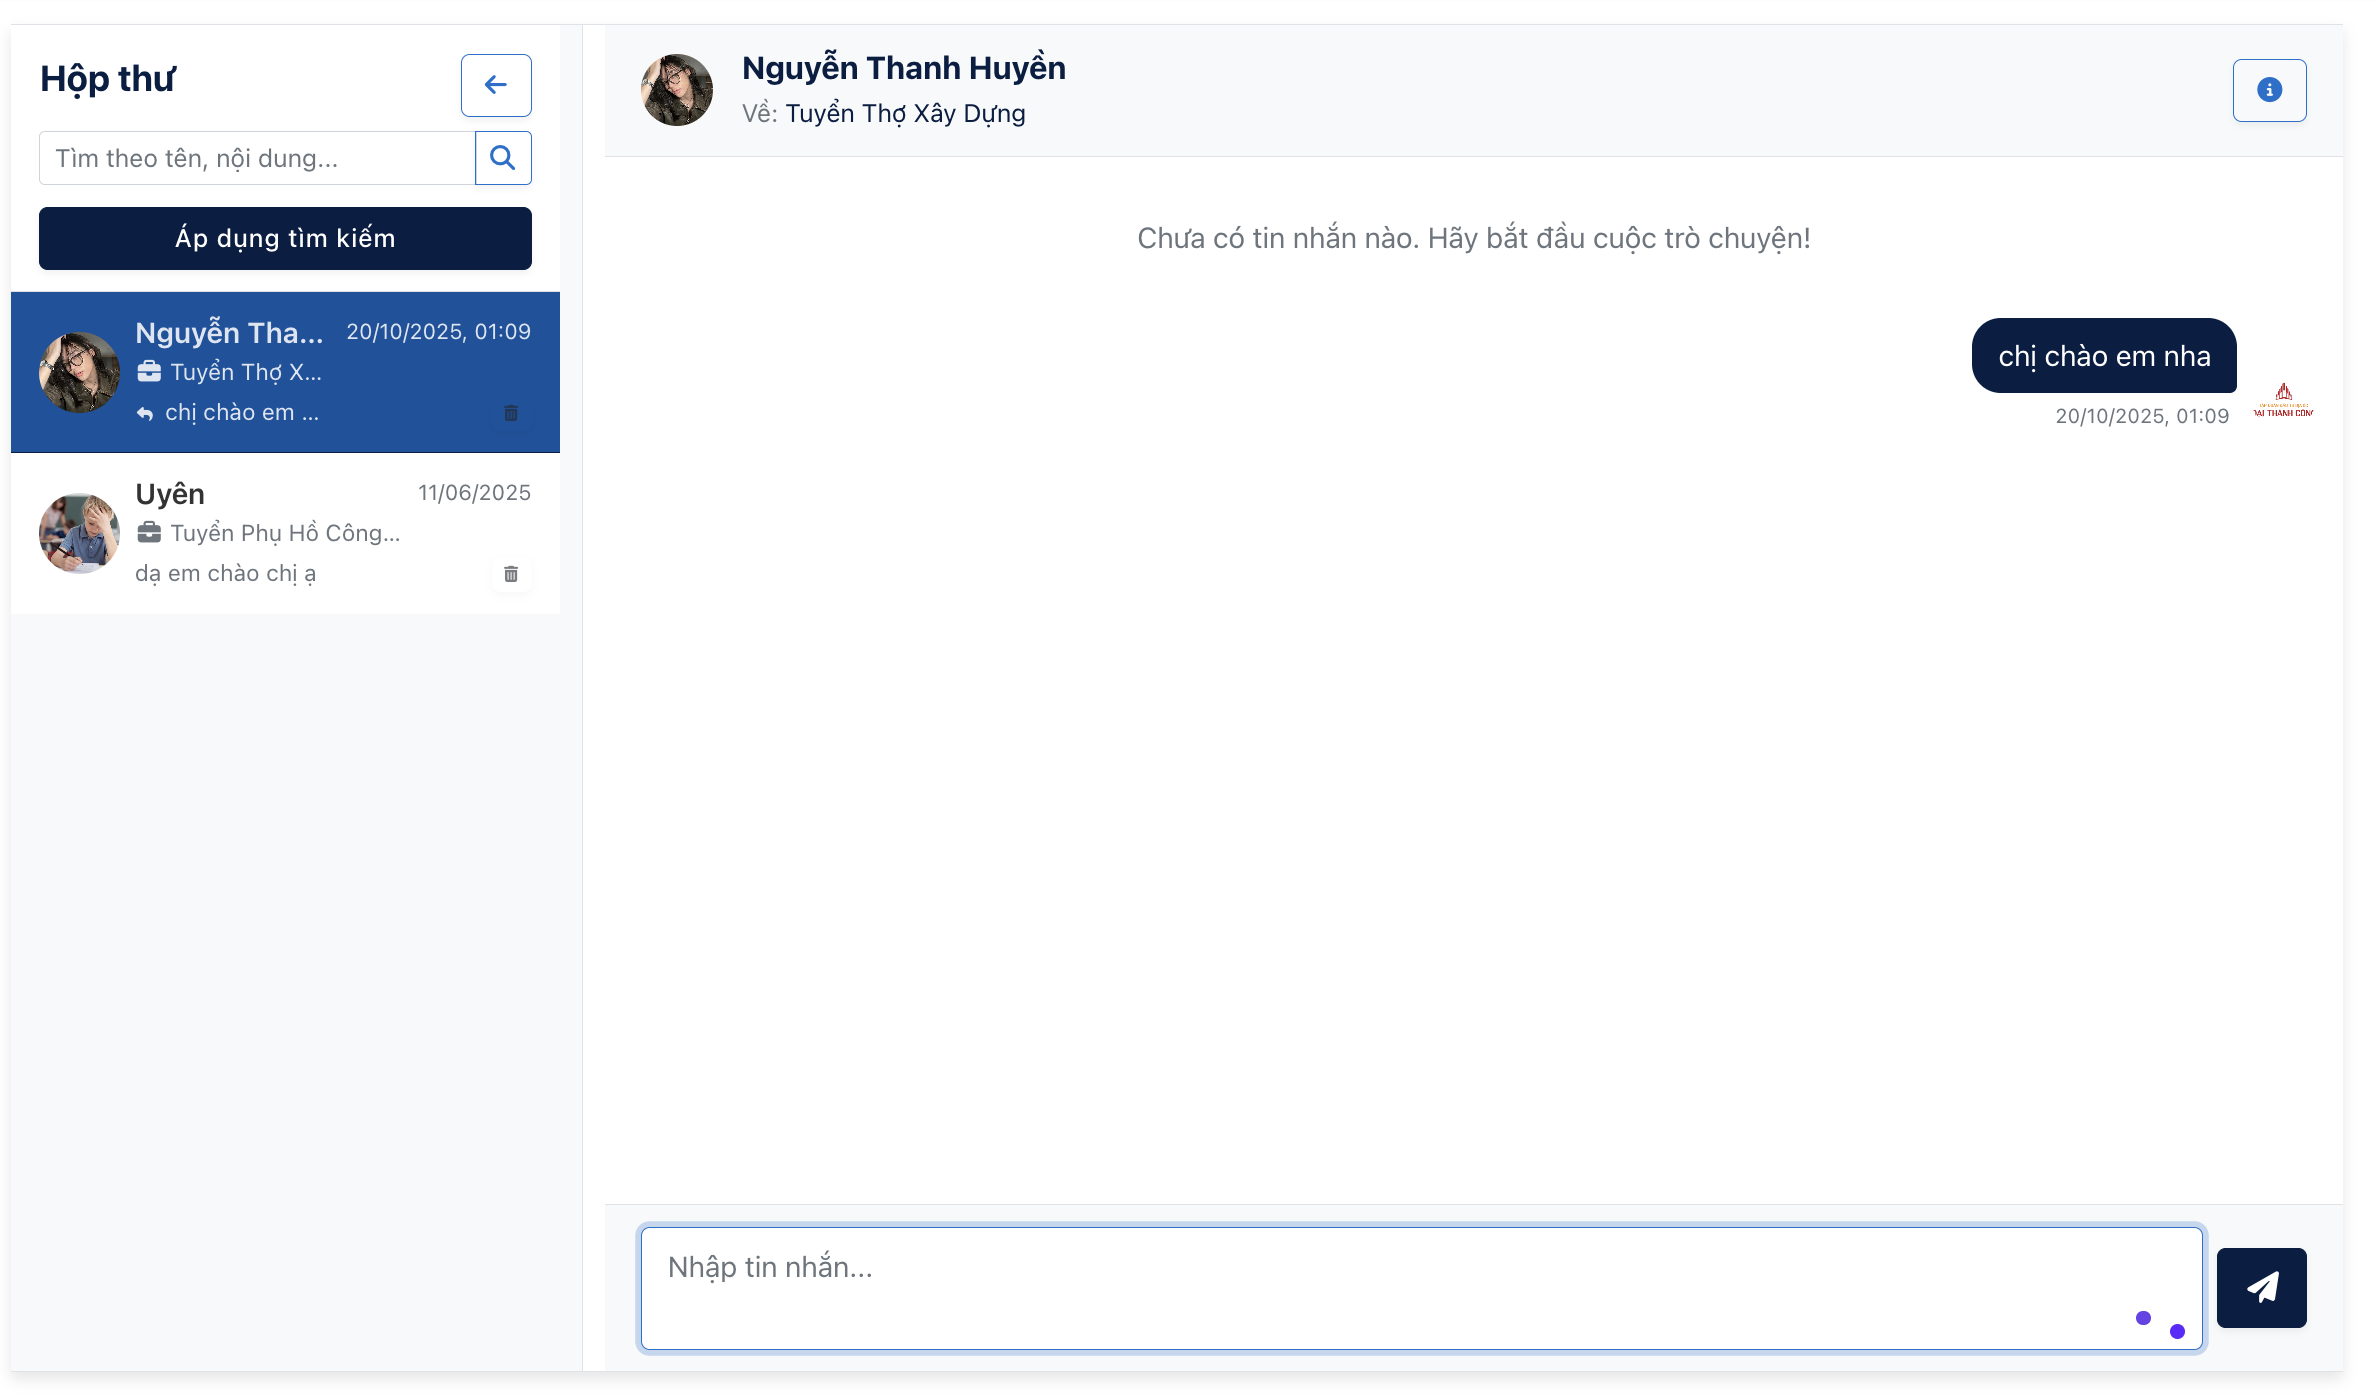 Hộp thư
Tìm theo tên, nội dung...
Áp dụng tìm kiếm
Nguyễn Tha... 20/10/2025, 01:09
Tuyển Thợ X...
chị chào em ...
Uyên 11/06/2025
Tuyển Phụ Hồ Công...
dạ em chào chị ạ
Nguyễn Thanh Huyền
Về: Tuyển Thợ Xây Dựng
Chưa có tin nhắn nào. Hãy bắt đầu cuộc trò chuyện!
chị chào em nha
20/10/2025, 01:09
Nhập tin nhắn...